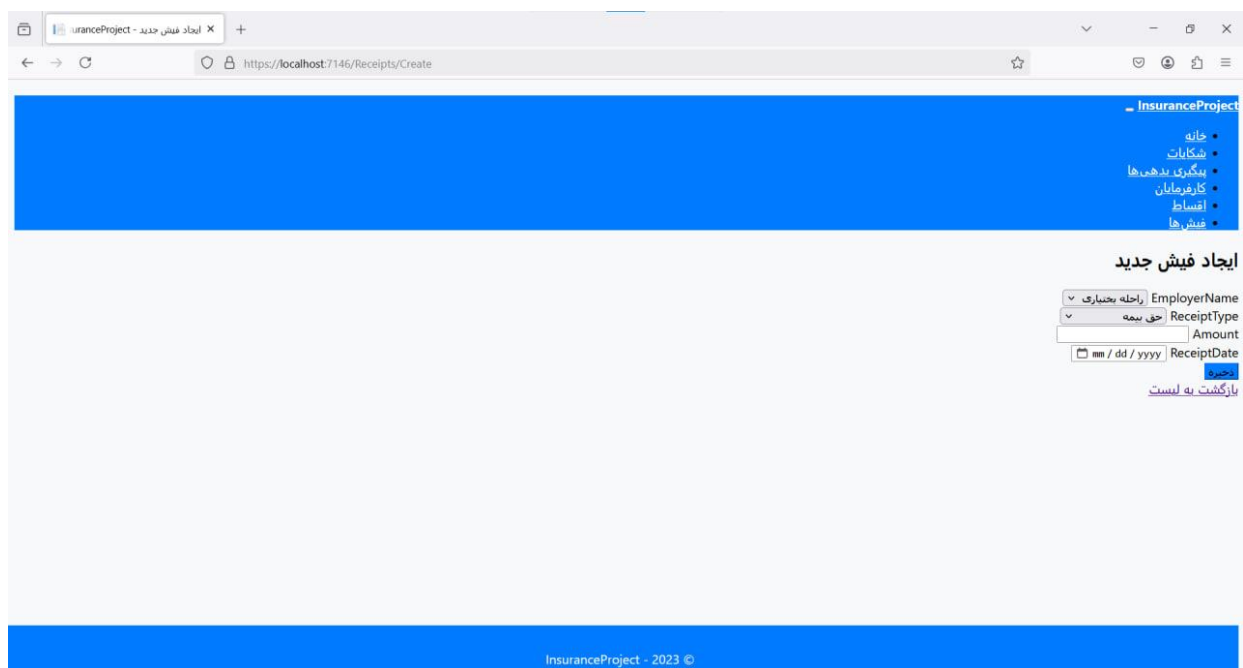 ایجاد فیش جدید - uranceProject
https://localhost:7146/Receipts/Create
InsuranceProject
خانه
شکایات
پیگیری بدهی‌ها
کارفرمایان
اقساط
فیش‌ها
ایجاد فیش جدید
EmployerName راحله بختیاری
ReceiptType حق بیمه
Amount
ReceiptDate mm / dd / yyyy
ذخیره
بازگشت به لیست
InsuranceProject - 2023 ©